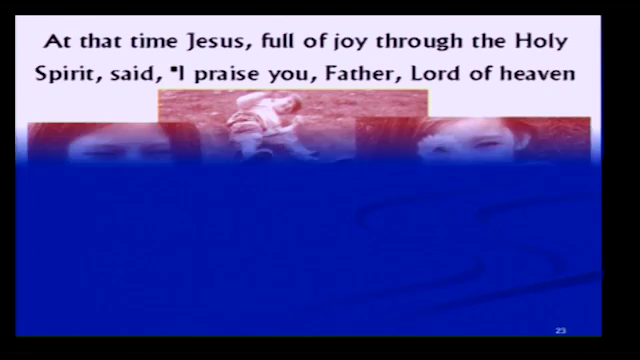 At that time Jesus, full of joy through the Holy
Spirit, said, "I praise you, Father, Lord of heaven
23